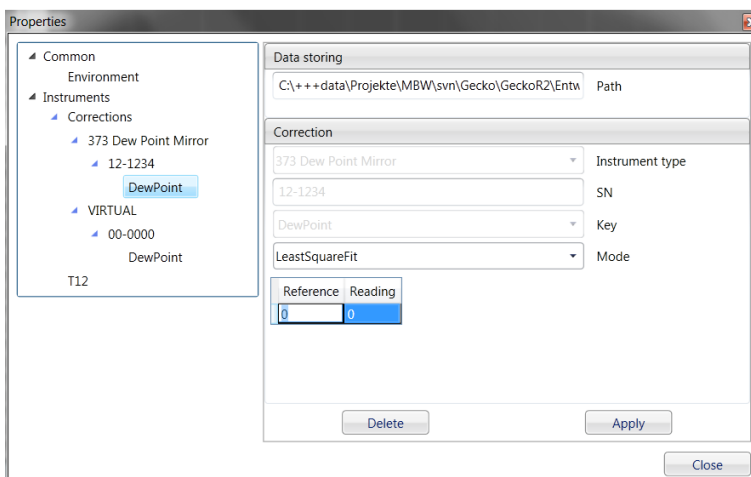 Properties
Common
Environment
Instruments
Corrections
373 Dew Point Mirror
12-1234
DewPoint
VIRTUAL
00-0000
DewPoint
T12
Data storing
C:\+++data\Projekte\MBW\svn\Gecko\GeckoR2\Entw Path
Correction
373 Dew Point Mirror Instrument type
12-1234 SN
DewPoint Key
LeastSquareFit Mode
Reference Reading
0 0
Delete Apply
Close